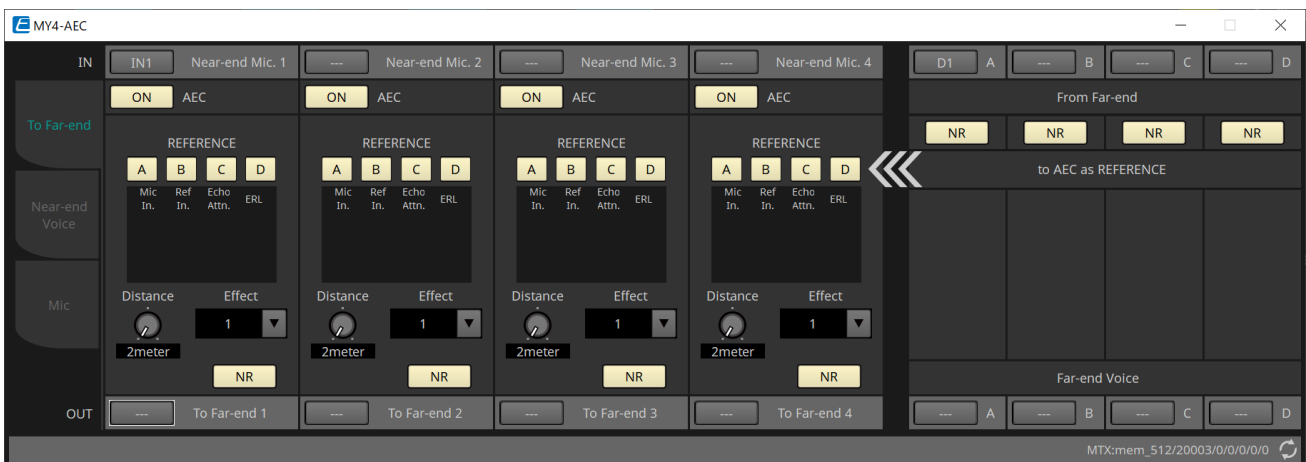 MY4-AEC
IN IN1 Near-end Mic. 1 --- Near-end Mic. 2 --- Near-end Mic. 3 --- Near-end Mic. 4 D1 A --- B --- C --- D
ON AEC ON AEC ON AEC ON AEC From Far-end
To Far-end
NR NR NR NR
REFERENCE REFERENCE REFERENCE REFERENCE
A B C D A B C D A B C D A B C D to AEC as REFERENCE
Mic Ref Echo Mic Ref Echo Mic Ref Echo Mic Ref Echo
ERL ERL ERL ERL
In. In. Attn. In. In. Attn. In. In. Attn. In. In. Attn.
Near-end
Voice
Mic
Distance Effect Distance Effect Distance Effect Distance Effect
1 1 1 1
2meter 2meter 2meter 2meter
NR NR NR NR Far-end Voice
OUT --- To Far-end 1 --- To Far-end 2 --- To Far-end 3 --- To Far-end 4 --- A --- B --- C --- D
MTX:mem_512/20003/0/0/0/0/0